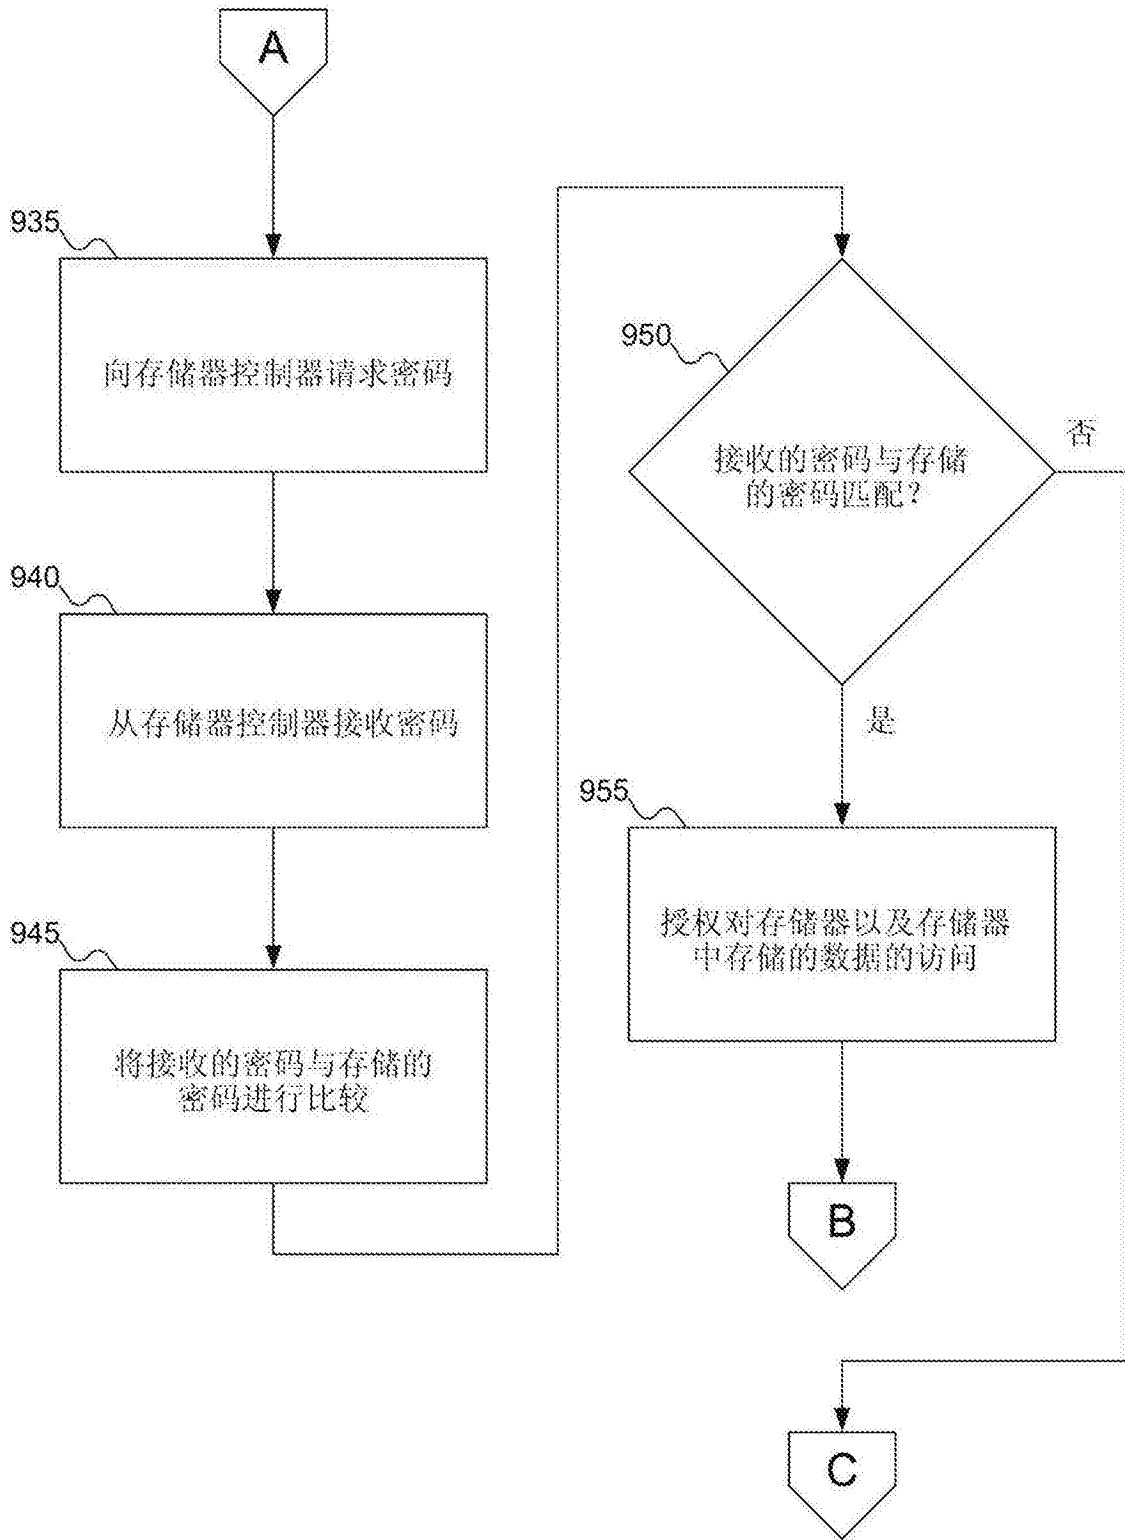 A
935
向存储器控制器请求密码
940
从存储器控制器接收密码
945
将接收的密码与存储的
密码进行比较
950
接收的密码与存储
的密码匹配?
否
是
955
授权对存储器以及存储器
中存储的数据的访问
B
C